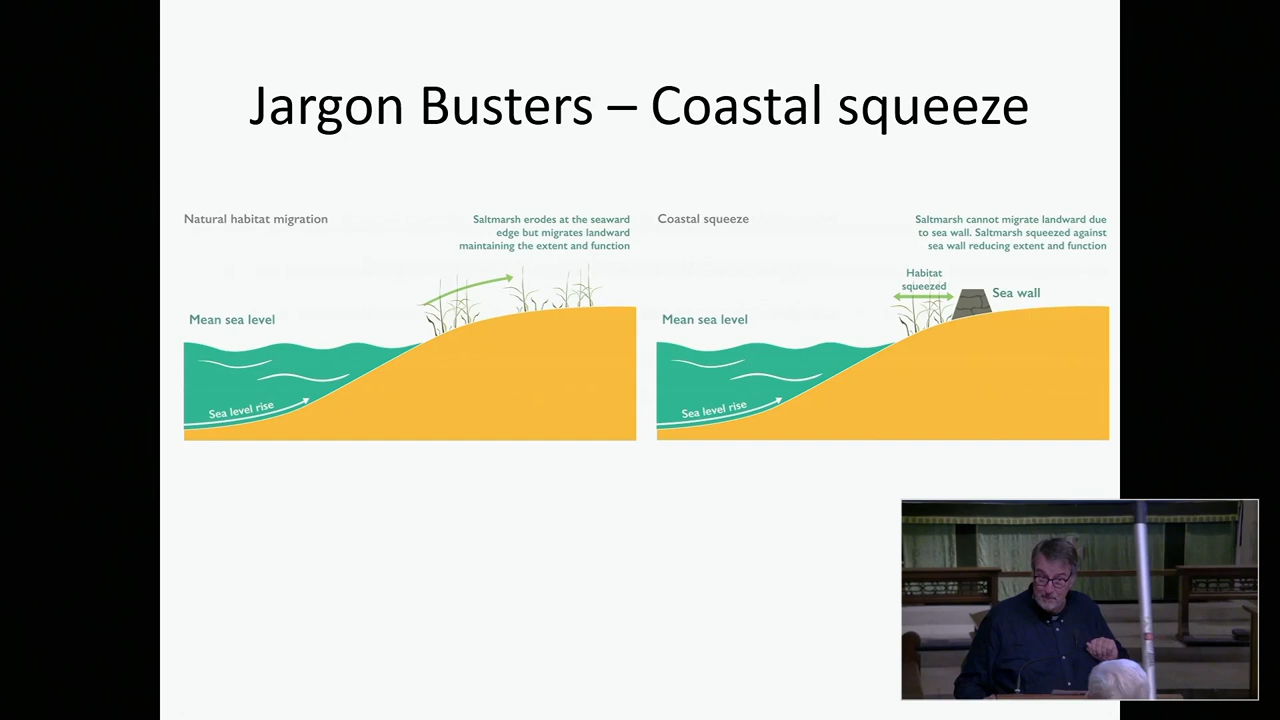 Jargon Busters – Coastal squeeze
Natural habitat migration
Saltmarsh erodes at the seaward
edge but migrates landward
maintaining the extent and function
Mean sea level
Sea level rise
Coastal squeeze
Saltmarsh cannot migrate landward due
to sea wall. Saltmarsh squeezed against
sea wall reducing extent and function
Habitat
squeezed
Sea wall
Mean sea level
Sea level rise